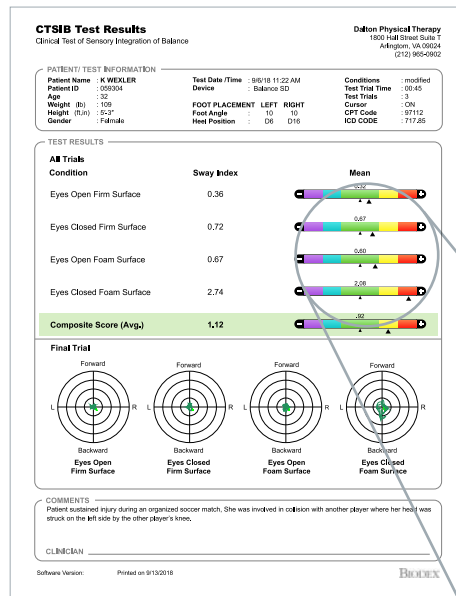 CTSIB Test Results
Clinical Test of Sensory Integration of Balance
Dalton Physical Therapy
1800 Hall Street Suite T
Arlington, VA 09024
(212) 965-0902
PATIENT/ TEST INFORMATION
Patient Name : K WEXLER
Patient ID : 059304
Age : 32
Weight (lb) : 109
Height (ft,in) : 5'-3"
Gender : Felmale
Test Date /Time : 9/6/18 11:22 AM
Device : Balance SD
FOOT PLACEMENT LEFT RIGHT
Foot Angle : 10 10
Heel Position : D6 D16
Conditions : modified
Test Trial Time : 00:45
Test Trials : 3
Cursor : ON
CPT Code : 97112
ICD CODE : 717.85
TEST RESULTS
All Trials
Condition Sway Index Mean
Eyes Open Firm Surface 0.36
Eyes Closed Firm Surface 0.72 0.67
Eyes Open Foam Surface 0.67 0.60
Eyes Closed Foam Surface 2.74 2.08
Composite Score (Avg.) 1.12 .92
Final Trial
Forward Forward Forward Forward
L R L R L R L R
Backward Backward Backward Backward
Eyes Open Eyes Closed Eyes Open Eyes Closed
Firm Surface Firm Surface Foam Surface Foam Surface
COMMENTS
Patient sustained injury during an organized soccer match, She was involved in collision with another player where her head was
struck on the left side by the other player's knee.
CLINICIAN
Software Version: Printed on 9/13/2018
BIODEX